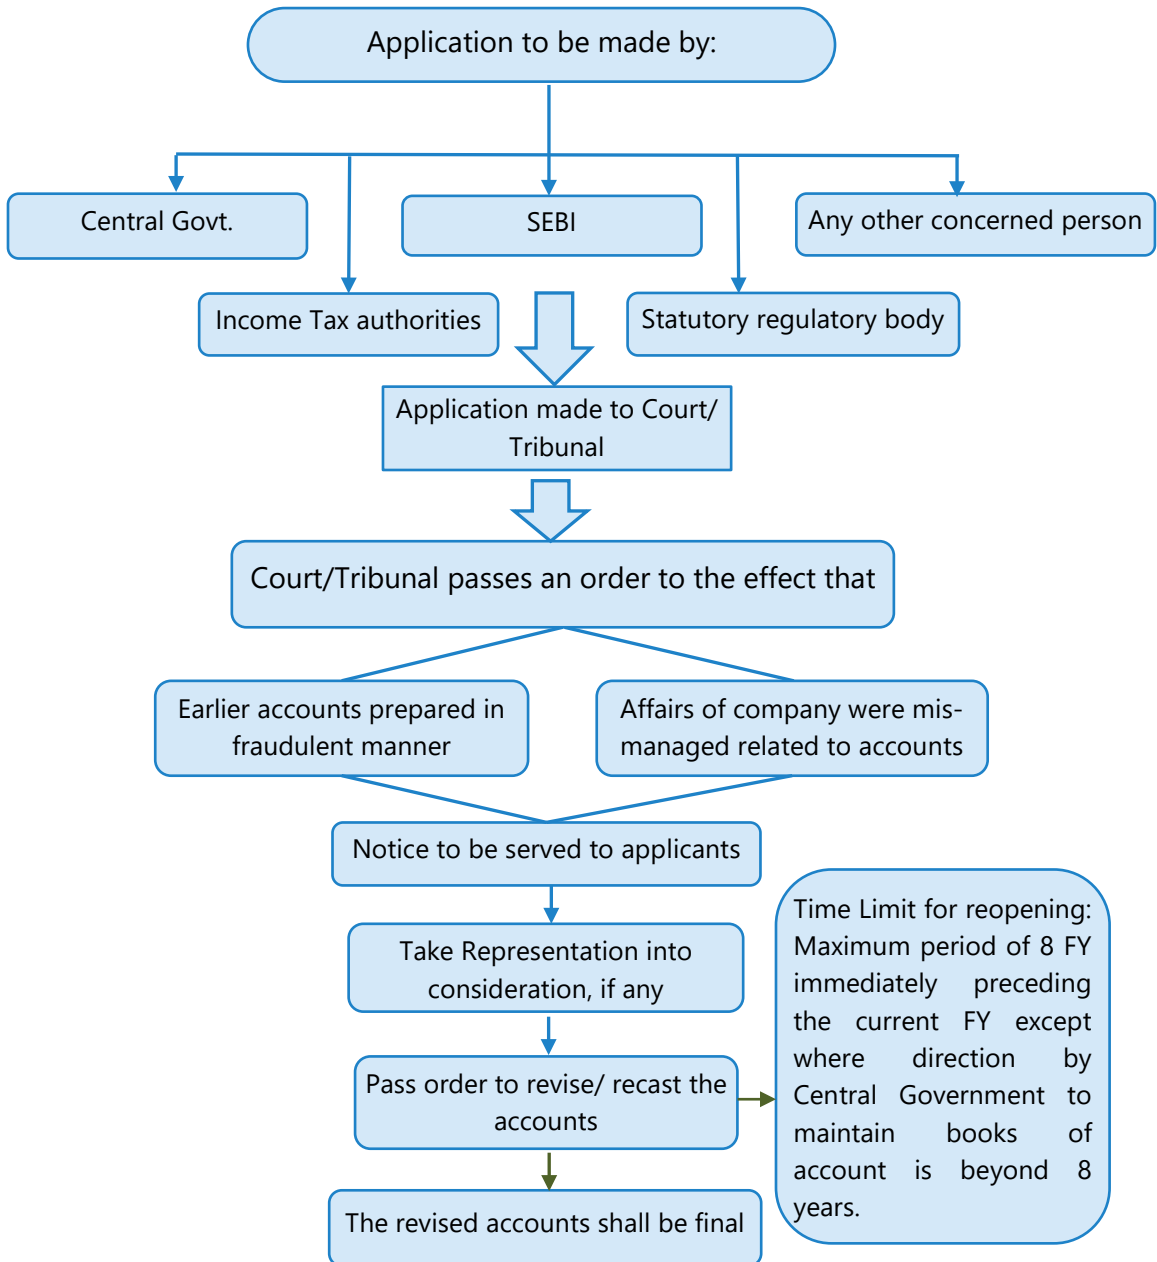 Application to be made by:
Central Govt.
SEBI
Any other concerned person
Income Tax authorities
Statutory regulatory body
Application made to Court/
Tribunal
Court/Tribunal passes an order to the effect that
Earlier accounts prepared in
fraudulent manner
Affairs of company were mis-
managed related to accounts
Notice to be served to applicants
Take Representation into
consideration, if any
Pass order to revise/ recast the
accounts
Time Limit for reopening:
Maximum period of 8 FY
immediately preceding
the current FY except
where direction by
Central Government to
maintain books of
account is beyond 8
years.
The revised accounts shall be final